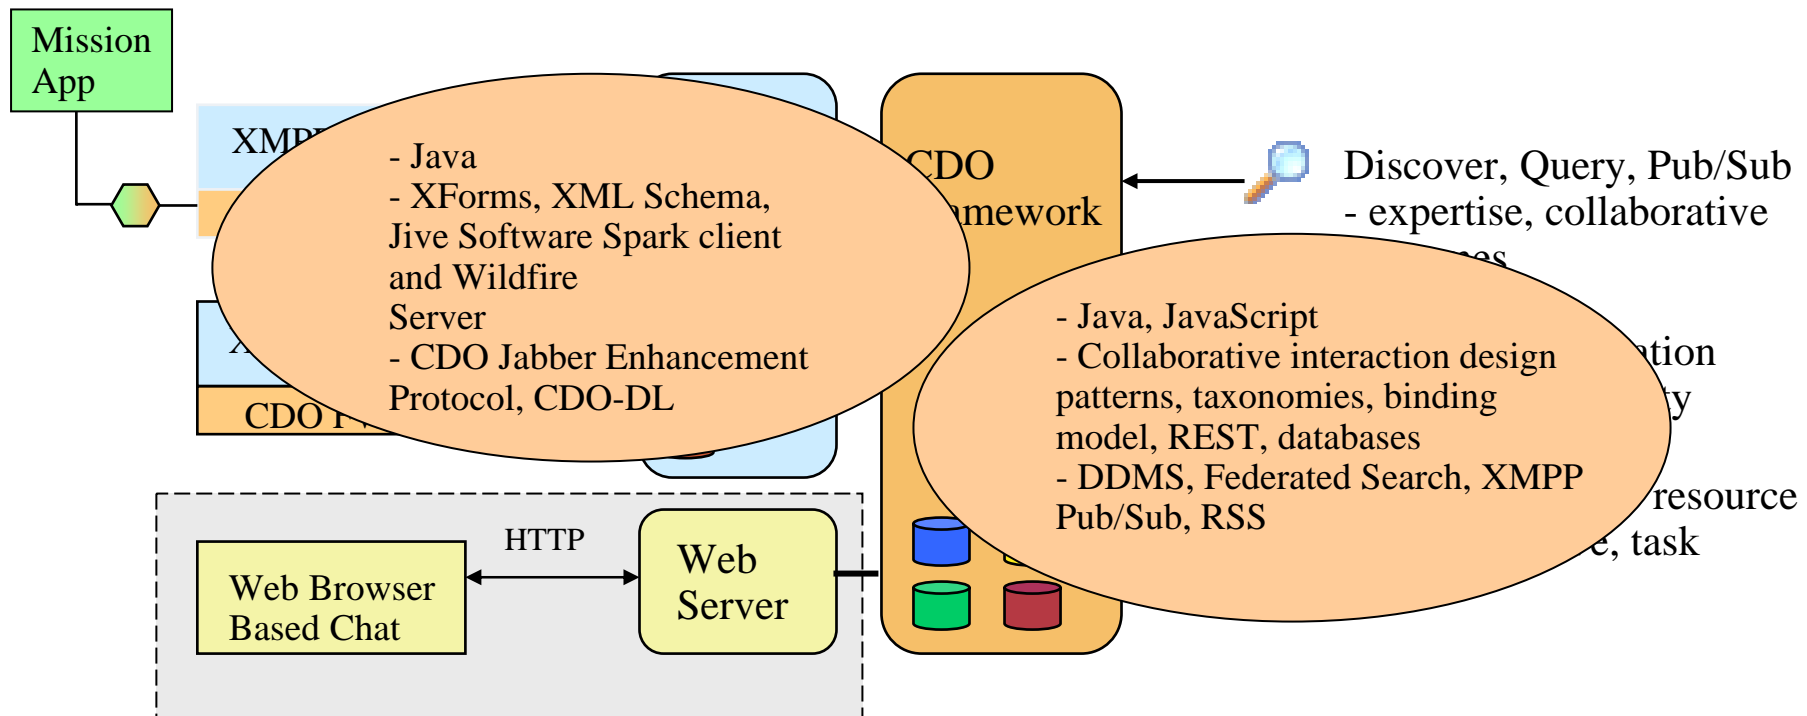 Mission
App
- Java
- XForms, XML Schema,
Jive Software Spark client
and Wildfire
Server
- CDO Jabber Enhancement
Protocol, CDO-DL
CDO
Discover, Query, Pub/Sub
- expertise, collaborative
- Java, JavaScript
- Collaborative interaction design
patterns, taxonomies, binding
model, REST, databases
- DDMS, Federated Search, XMPP
Pub/Sub, RSS
resource
task
CDO
HTTP
Web
Server
Web Browser
Based Chat